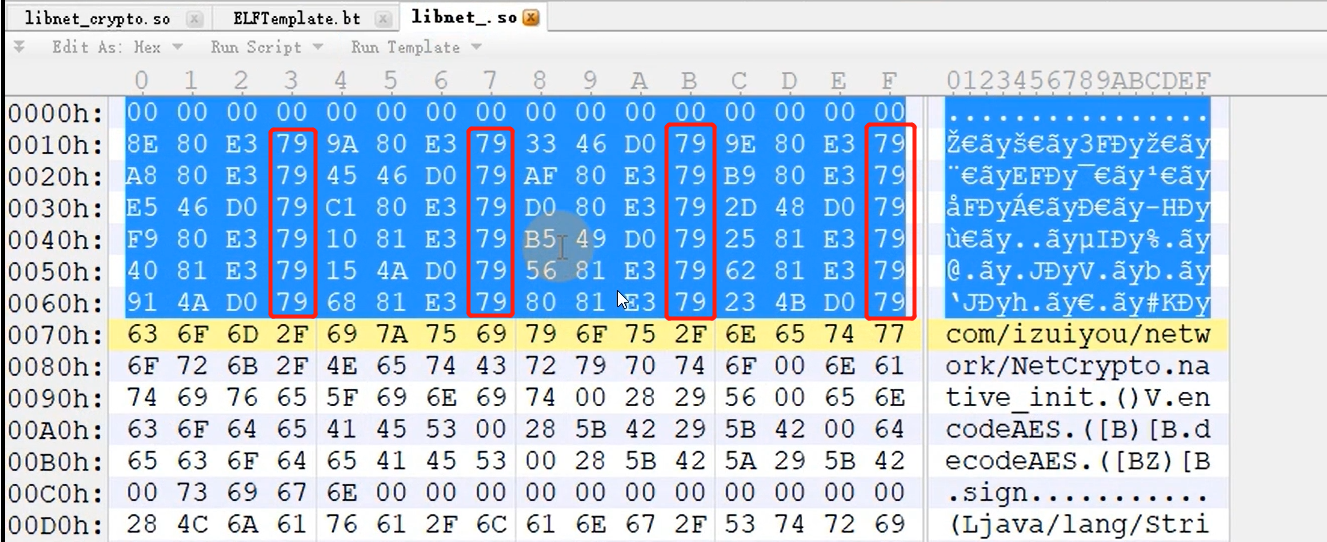 libnet_crypto.so ELFTemplate.bt libnet_.so
Edit As: Hex Run Script Run Template
0 1 2 3 4 5 6 7 8 9 A B C D E F 0123456789ABCDEF
0000h: 00 00 00 00 00 00 00 00 00 00 00 00 00 00 00 00 ................
0010h: 8E 80 E3 79 9A 80 E3 79 33 46 D0 79 9E 80 E3 79 Ž€ãyš€ãy3FÐyž€ãy
0020h: A8 80 E3 79 45 46 D0 79 AF 80 E3 79 B9 80 E3 79 ¨€ãyEFÐy¯€ãy¹€ãy
0030h: E5 46 D0 79 C1 80 E3 79 D0 80 E3 79 2D 48 D0 79 åFÐyÁ€ãyÐ€ãy-HÐy
0040h: F9 80 E3 79 10 81 E3 79 B5 49 D0 79 25 81 E3 79 ù€ãy..ãyµIÐy%.ãy
0050h: 40 81 E3 79 15 4A D0 79 56 81 E3 79 62 81 E3 79 @.ãy.JÐyV.ãyb.ãy
0060h: 91 4A D0 79 68 81 E3 79 80 81 E3 79 23 4B D0 79 ‘JÐyh.ãy€.ãy#KÐy
0070h: 63 6F 6D 2F 69 7A 75 69 79 6F 75 2F 6E 65 74 77 com/izuiyou/netw
0080h: 6F 72 6B 2F 4E 65 74 43 72 79 70 74 6F 00 6E 61 ork/NetCrypto.na
0090h: 74 69 76 65 5F 69 6E 69 74 00 28 29 56 00 65 6E tive_init.()V.en
00A0h: 63 6F 64 65 41 45 53 00 28 5B 42 29 5B 42 00 64 codeAES.([B)[B.d
00B0h: 65 63 6F 64 65 41 45 53 00 28 5B 42 5A 29 5B 42 ecodeAES.([BZ)[B
00C0h: 00 73 69 67 6E 00 00 00 00 00 00 00 00 00 00 00 .sign...........
00D0h: 28 4C 6A 61 76 61 2F 6C 61 6E 67 2F 53 74 72 69 (Ljava/lang/Stri